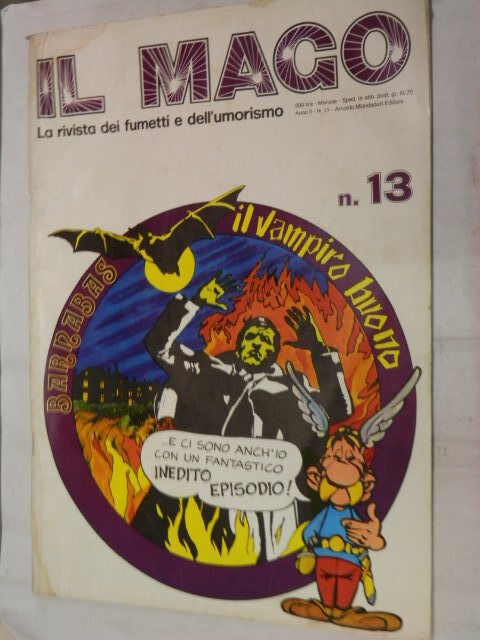 IL MAGO
La rivista dei fumetti e dell'umorismo
500 lire - Mensile - Sped. in abb. post. gr. III/70
Anno II - N. 13 - Arnoldo Mondadori Editore
n. 13
BARNABAS
il vampiro buono
...E CI SONO ANCH'IO
CON UN FANTASTICO
INEDITO
EPISODIO!